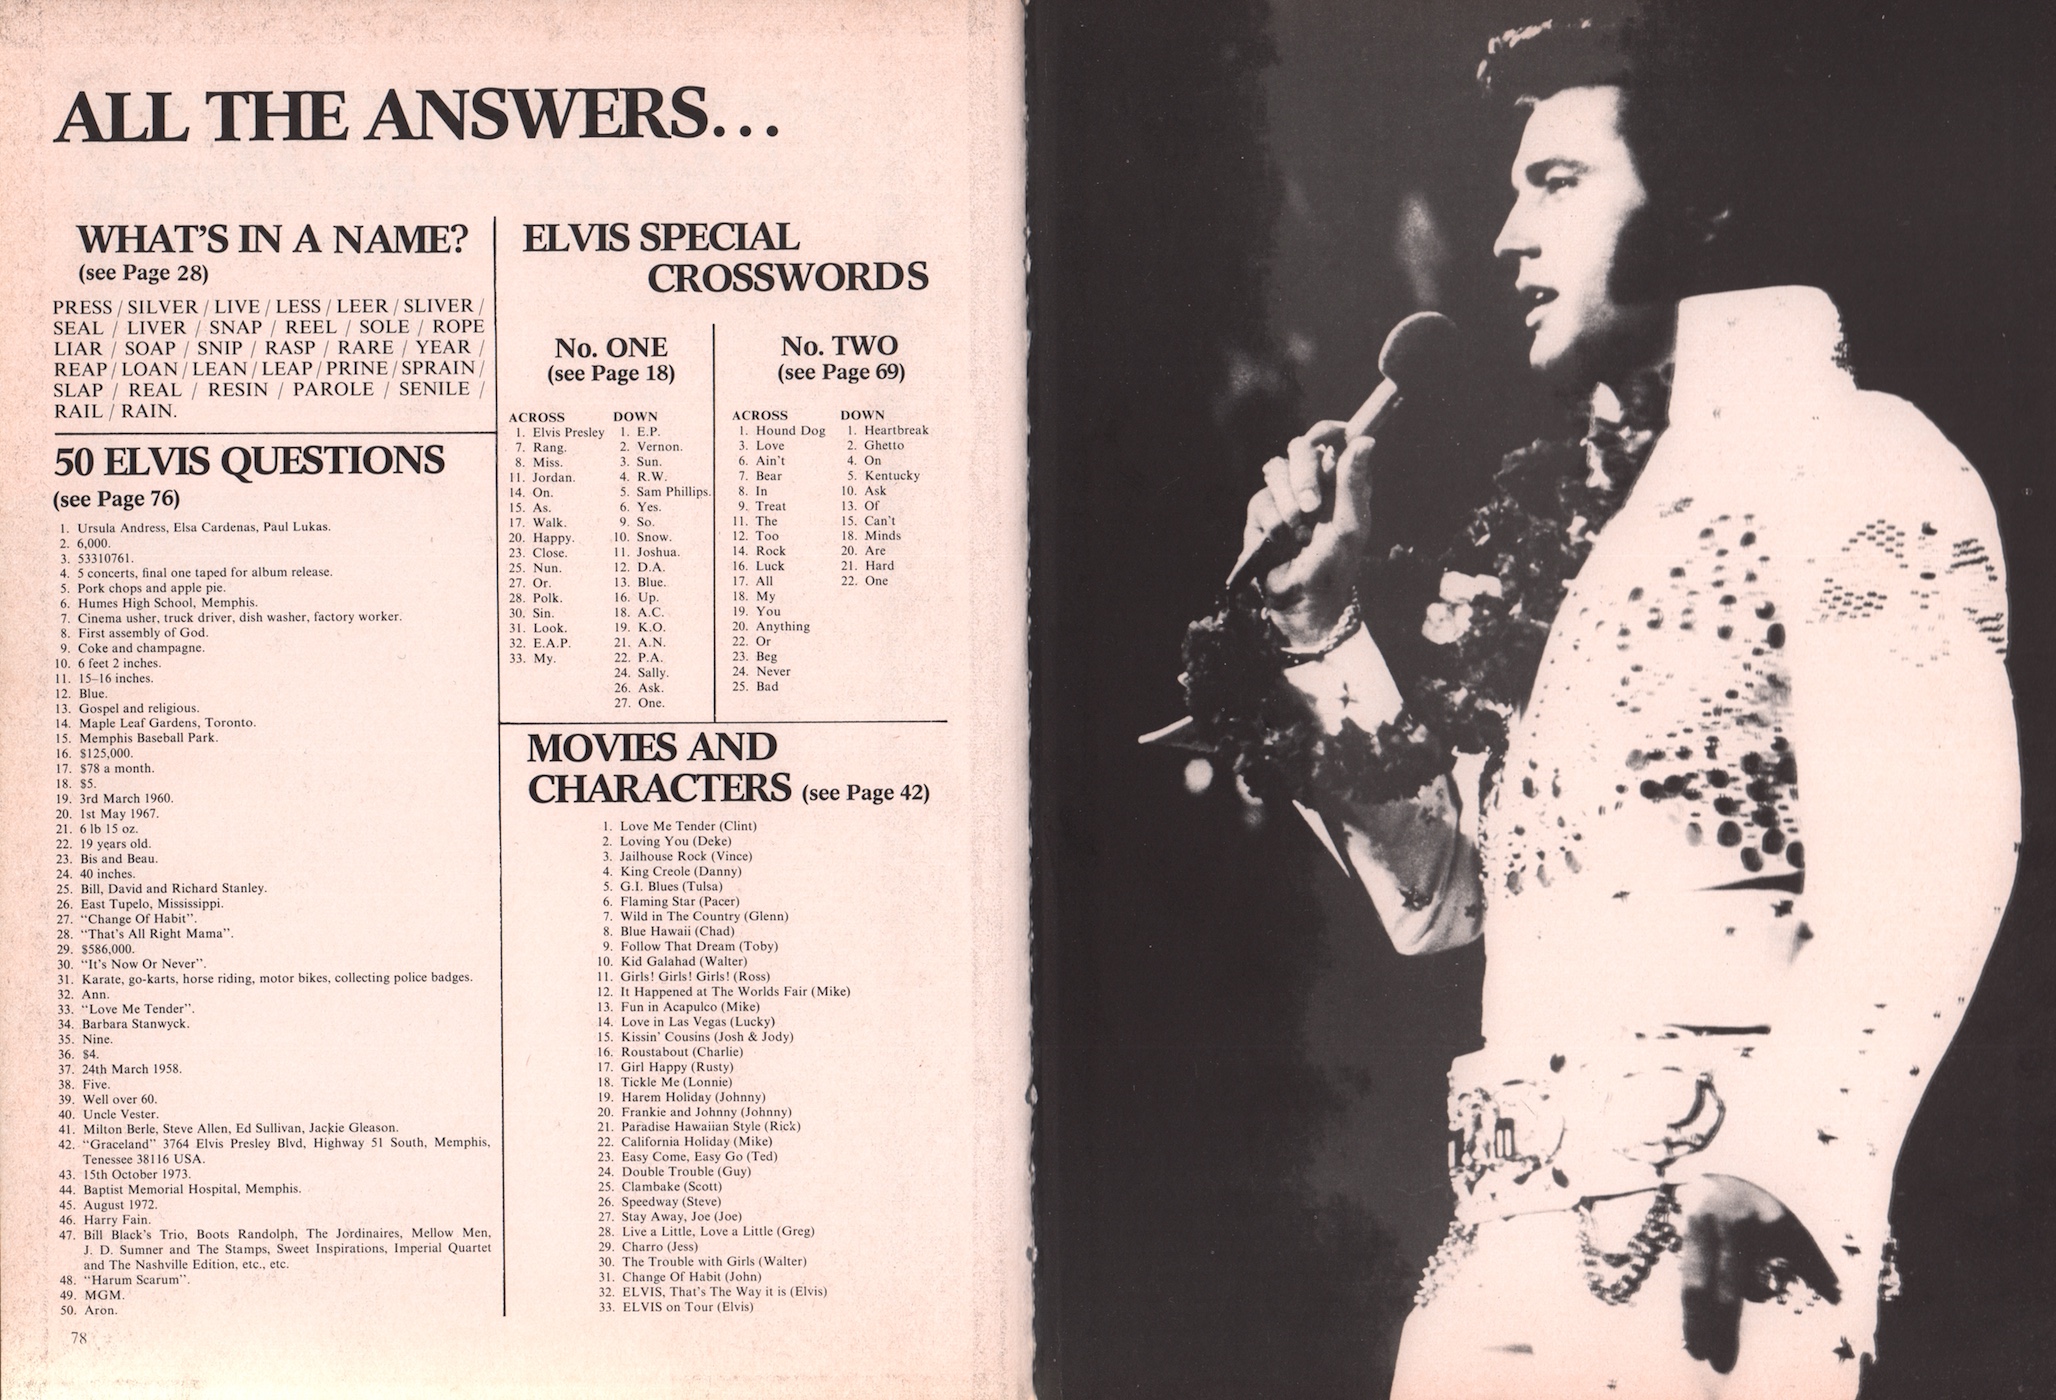 ALL THE ANSWERS...
WHAT'S IN A NAME?
(see Page 28)
PRESS / SILVER / LIVE / LESS / LEER / SLIVER /
SEAL / LIVER / SNAP / REEL / SOLE / ROPE
LIAR / SOAP / SNIP / RASP / RARE / YEAR /
REAP / LOAN / LEAN / LEAP / PRINE / SPRAIN /
SLAP / REAL / RESIN / PAROLE / SENILE /
RAIL / RAIN.
50 ELVIS QUESTIONS
(see Page 76)
1. Ursula Andress, Elsa Cardenas, Paul Lukas.
2. 6,000.
3. 53310761.
4. 5 concerts, final one taped for album release.
5. Pork chops and apple pie.
6. Humes High School, Memphis.
7. Cinema usher, truck driver, dish washer, factory worker.
8. First assembly of God.
9. Coke and champagne.
10. 6 feet 2 inches.
11. 15–16 inches.
12. Blue.
13. Gospel and religious.
14. Maple Leaf Gardens, Toronto.
15. Memphis Baseball Park.
16. $125,000.
17. $78 a month.
18. $5.
19. 3rd March 1960.
20. 1st May 1967.
21. 6 lb 15 oz.
22. 19 years old.
23. Bis and Beau.
24. 40 inches.
25. Bill, David and Richard Stanley.
26. East Tupelo, Mississippi.
27. "Change Of Habit".
28. "That's All Right Mama".
29. $586,000.
30. "It's Now Or Never".
31. Karate, go-karts, horse riding, motor bikes, collecting police badges.
32. Ann.
33. "Love Me Tender".
34. Barbara Stanwyck.
35. Nine.
36. $4.
37. 24th March 1958.
38. Five.
39. Well over 60.
40. Uncle Vester.
41. Milton Berle, Steve Allen, Ed Sullivan, Jackie Gleason.
42. "Graceland" 3764 Elvis Presley Blvd, Highway 51 South, Memphis,
Tenessee 38116 USA.
43. 15th October 1973.
44. Baptist Memorial Hospital, Memphis.
45. August 1972.
46. Harry Fain.
47. Bill Black's Trio, Boots Randolph, The Jordinaires, Mellow Men,
J. D. Sumner and The Stamps, Sweet Inspirations, Imperial Quartet
and The Nashville Edition, etc., etc.
48. "Harum Scarum".
49. MGM.
50. Aron.
78
ELVIS SPECIAL
CROSSWORDS
No. ONE
(see Page 18)
ACROSS
1. Elvis Presley
7. Rang.
8. Miss.
11. Jordan.
14. On.
15. As.
17. Walk.
20. Happy.
23. Close.
25. Nun.
27. Or.
28. Polk.
30. Sin.
31. Look.
32. E.A.P.
33. My.
DOWN
1. E.P.
2. Vernon.
3. Sun.
4. R.W.
5. Sam Phillips.
6. Yes.
9. So.
10. Snow.
11. Joshua.
12. D.A.
13. Blue.
16. Up.
18. A.C.
19. K.O.
21. A.N.
22. P.A.
24. Sally.
26. Ask.
27. One.
No. TWO
(see Page 69)
ACROSS
1. Hound Dog
3. Love
6. Ain't
7. Bear
8. In
9. Treat
11. The
12. Too
14. Rock
16. Luck
17. All
18. My
19. You
20. Anything
22. Or
23. Beg
24. Never
25. Bad
DOWN
1. Heartbreak
2. Ghetto
4. On
5. Kentucky
10. Ask
13. Of
15. Can't
18. Minds
20. Are
21. Hard
22. One
MOVIES AND
CHARACTERS (see Page 42)
1. Love Me Tender (Clint)
2. Loving You (Deke)
3. Jailhouse Rock (Vince)
4. King Creole (Danny)
5. G.I. Blues (Tulsa)
6. Flaming Star (Pacer)
7. Wild in The Country (Glenn)
8. Blue Hawaii (Chad)
9. Follow That Dream (Toby)
10. Kid Galahad (Walter)
11. Girls! Girls! Girls! (Ross)
12. It Happened at The Worlds Fair (Mike)
13. Fun in Acapulco (Mike)
14. Love in Las Vegas (Lucky)
15. Kissin' Cousins (Josh & Jody)
16. Roustabout (Charlie)
17. Girl Happy (Rusty)
18. Tickle Me (Lonnie)
19. Harem Holiday (Johnny)
20. Frankie and Johnny (Johnny)
21. Paradise Hawaiian Style (Rick)
22. California Holiday (Mike)
23. Easy Come, Easy Go (Ted)
24. Double Trouble (Guy)
25. Clambake (Scott)
26. Speedway (Steve)
27. Stay Away, Joe (Joe)
28. Live a Little, Love a Little (Greg)
29. Charro (Jess)
30. The Trouble with Girls (Walter)
31. Change Of Habit (John)
32. ELVIS, That's The Way it is (Elvis)
33. ELVIS on Tour (Elvis)